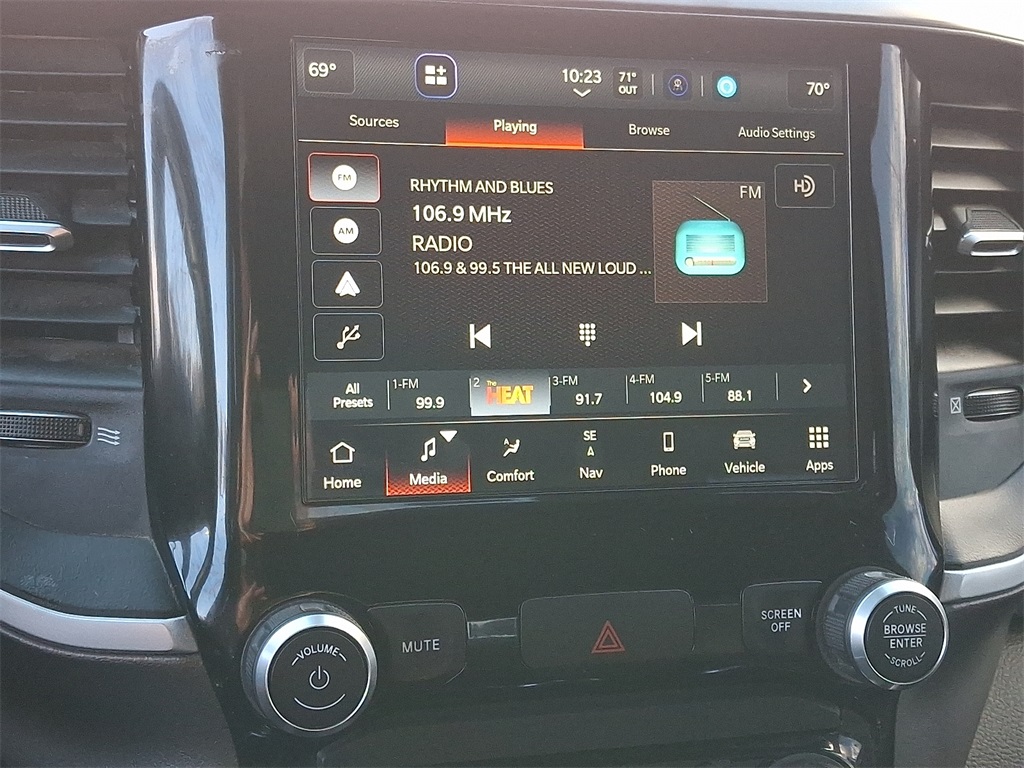 69°
10:23
71°
OUT
70°
Sources
Playing
Browse
Audio Settings
FM
AM
RHYTHM AND BLUES
106.9 MHz
RADIO
106.9 & 99.5 THE ALL NEW LOUD ...
FM
HD
All
Presets
1-FM
99.9
2
The
HEAT
3-FM
91.7
4-FM
104.9
5-FM
88.1
Home
Media
Comfort
SE
A
Nav
Phone
Vehicle
Apps
VOLUME
MUTE
SCREEN
OFF
TUNE
BROWSE
ENTER
SCROLL